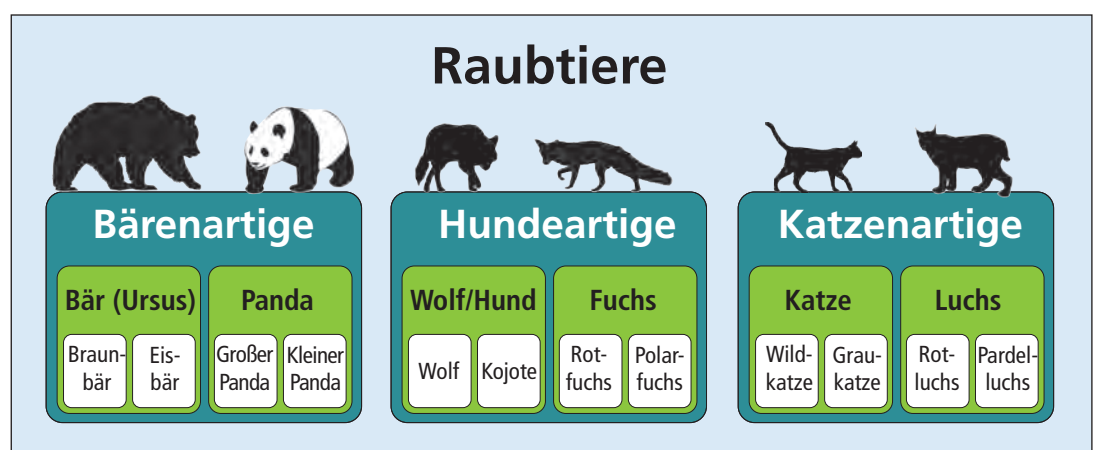 Raubtiere
Bärenartige
Hundeartige
Katzenartige
Bär (Ursus)
Panda
Wolf/Hund
Fuchs
Katze
Luchs
Braun-
bär
Eis-
bär
Großer
Panda
Kleiner
Panda
Wolf
Kojote
Rot-
fuchs
Polar-
fuchs
Wild-
katze
Grau-
katze
Rot-
luchs
Pardel-
luchs